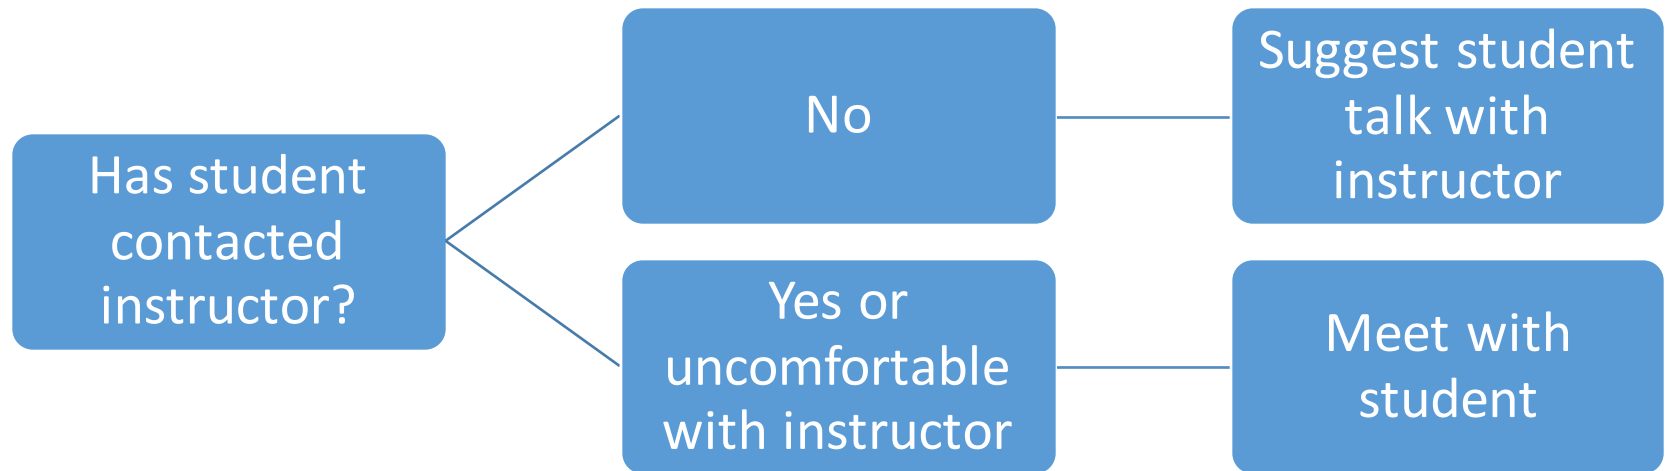 Has student
contacted
instructor?
No
Suggest student
talk with
instructor
Yes or
uncomfortable
with instructor
Meet with
student